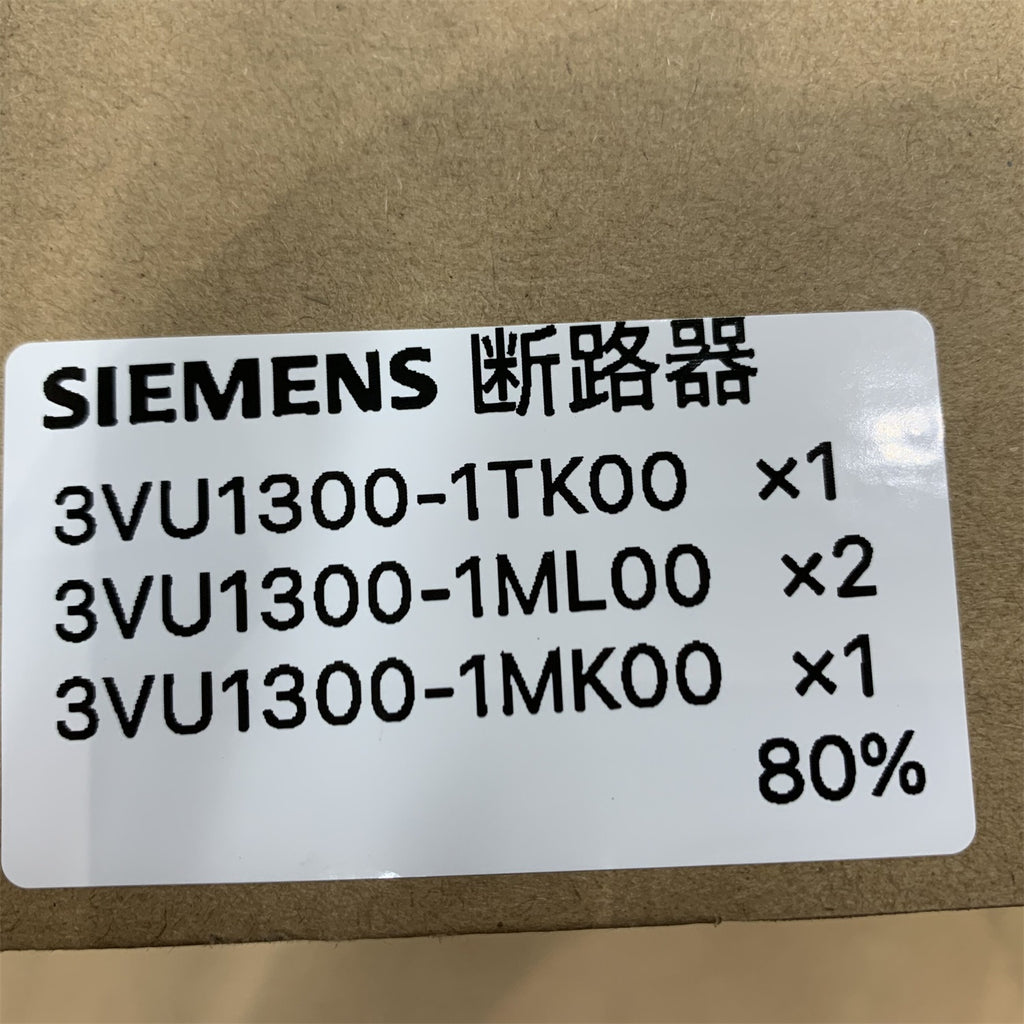 SIEMENS 断路器
3VU1300-1TK00 ×1
3VU1300-1ML00 ×2
3VU1300-1MK00 ×1
80%